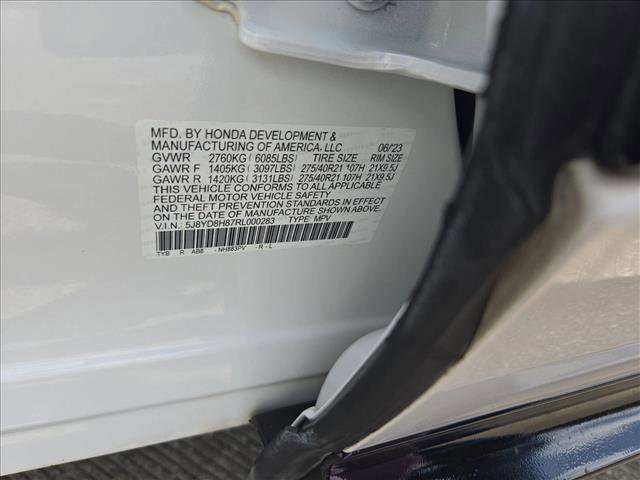 MFD. BY HONDA DEVELOPMENT &
MANUFACTURING OF AMERICA, LLC 06/23
GVWR 2760KG (6085LBS) TIRE SIZE RIM SIZE
GAWR F 1405KG (3097LBS) 275/40R21 107H 21X9.5J
GAWR R 1420KG (3131LBS) 275/40R21 107H 21X9.5J
THIS VEHICLE CONFORMS TO ALL APPLICABLE
FEDERAL MOTOR VEHICLE SAFETY
AND THEFT PREVENTION STANDARDS IN EFFECT ON
THE DATE OF MANUFACTURE SHOWN ABOVE.
V.I.N.: 5J8YD8H87RL000283 TYPE: MPV
TYB R AB8 -NH883PV -R-L